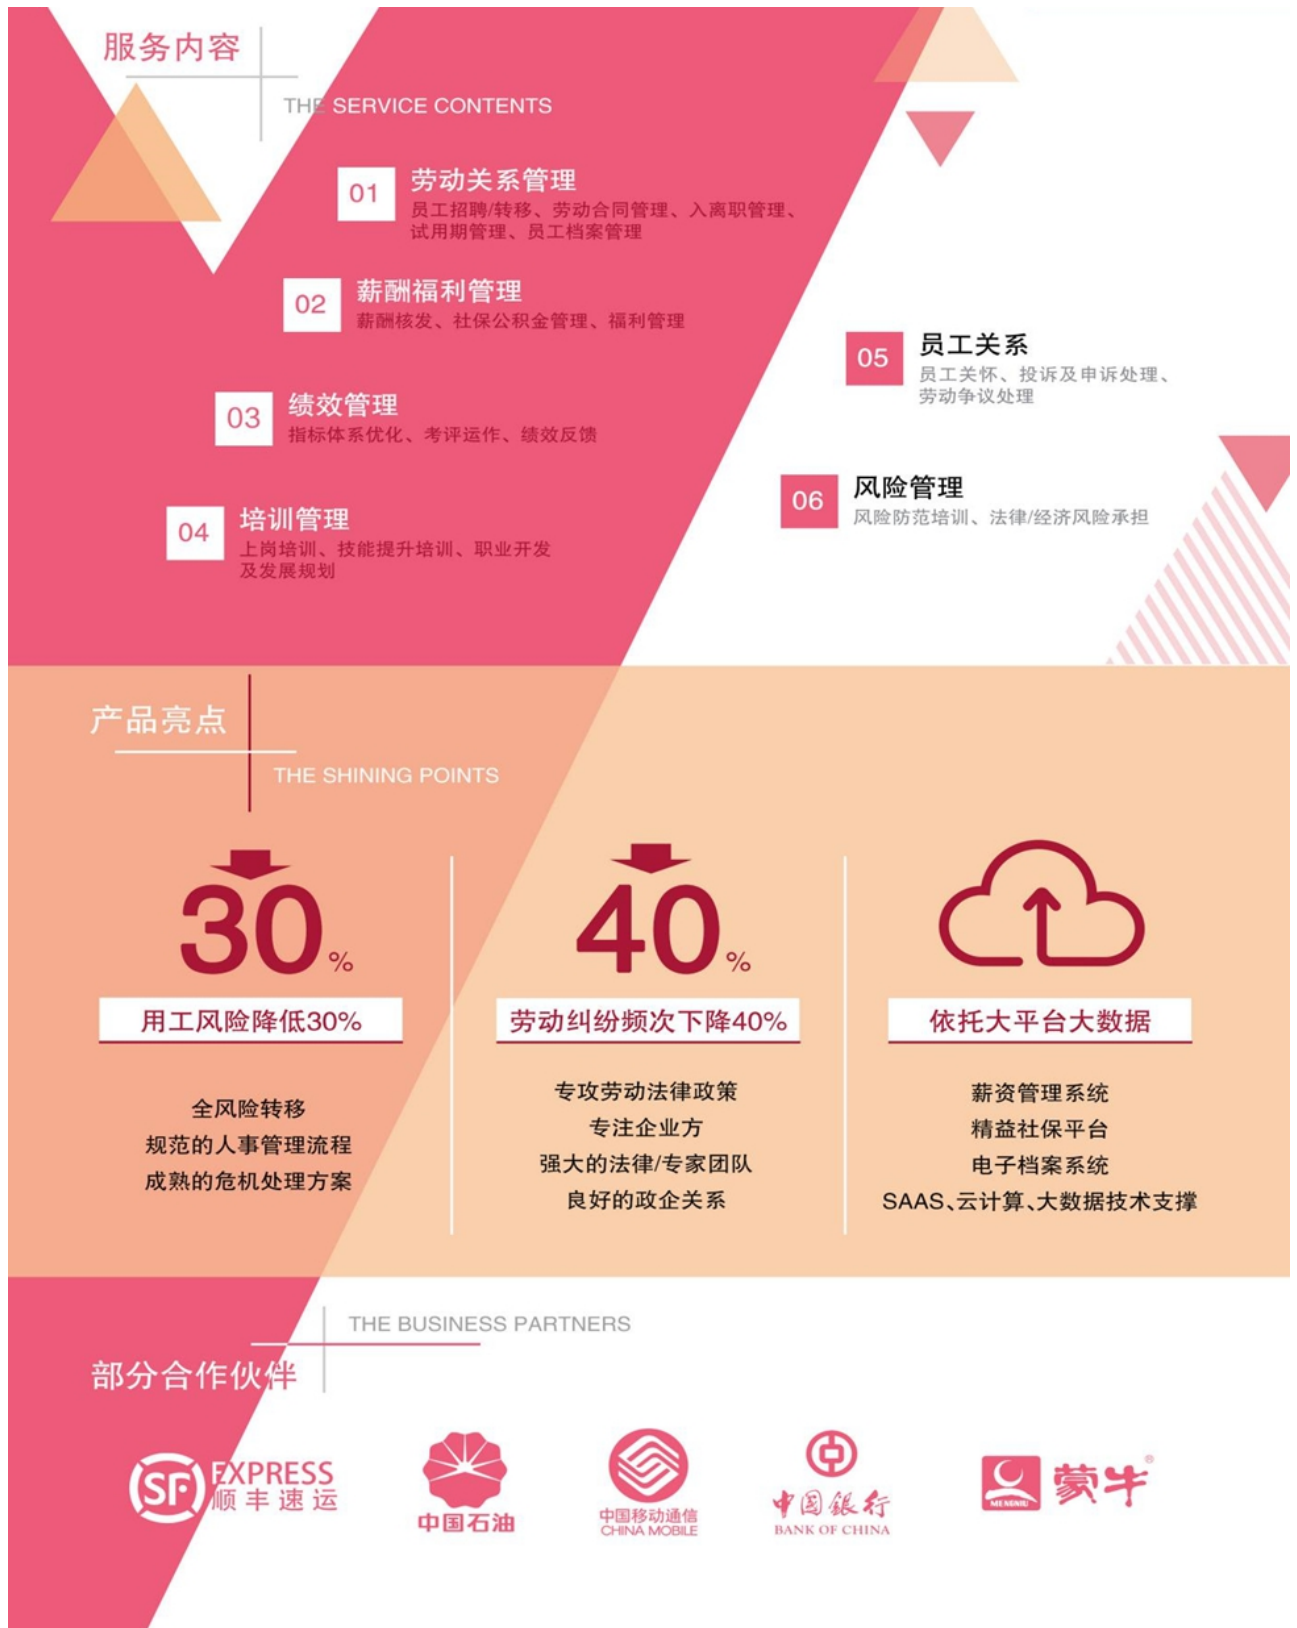 服务内容
THE SERVICE CONTENTS
01
劳动关系管理
员工招聘/转移、劳动合同管理、入离职管理、
试用期管理、员工档案管理
02
薪酬福利管理
薪酬核发、社保公积金管理、福利管理
03
绩效管理
指标体系优化、考评运作、绩效反馈
04
培训管理
上岗培训、技能提升培训、职业开发
及发展规划
05
员工关系
员工关怀、投诉及申诉处理、
劳动争议处理
06
风险管理
风险防范培训、法律/经济风险承担
产品亮点
THE SHINING POINTS
30%
用工风险降低30%
全风险转移
规范的人事管理流程
成熟的危机处理方案
40%
劳动纠纷频次下降40%
专攻劳动法律政策
专注企业方
强大的法律/专家团队
良好的政企关系
依托大平台大数据
薪资管理系统
精益社保平台
电子档案系统
SAAS、云计算、大数据技术支撑
THE BUSINESS PARTNERS
部分合作伙伴
SF EXPRESS
顺丰速运
中国石油
中国移动通信
CHINA MOBILE
中国銀行
BANK OF CHINA
MENGNIU
蒙牛®